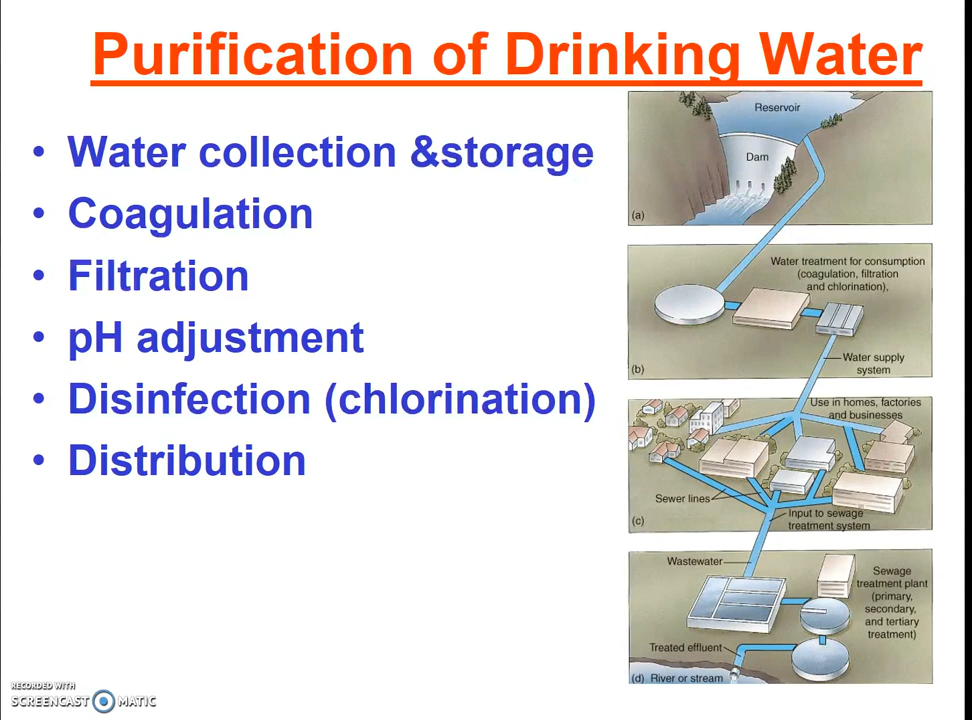 Purification of Drinking Water
• Water collection &storage
• Coagulation
• Filtration
• pH adjustment
• Disinfection (chlorination)
• Distribution
Reservoir
Dam
(a)
Water treatment for consumption
(coagulation, filtration
and chlorination),
Water supply
system
(b)
Use in homes, factories
and businesses
Sewer lines
Input to sewage
treatment system
(c)
Wastewater
Sewage
treatment plant
(primary,
secondary,
and tertiary
treatment)
Treated effluent
(d) River or stream
RECORDED WITH
SCREENCAST MATIC